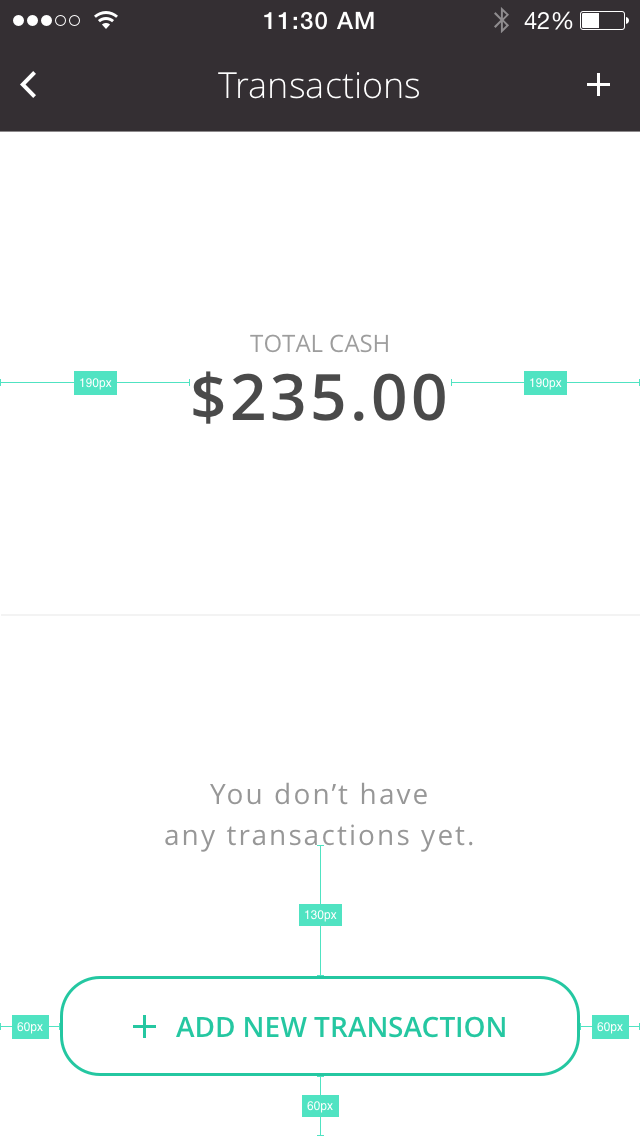 11:30 AM 42%
Transactions
TOTAL CASH
190px $235.00 190px
You don’t have
any transactions yet.
130px
60px ADD NEW TRANSACTION 60px
60px